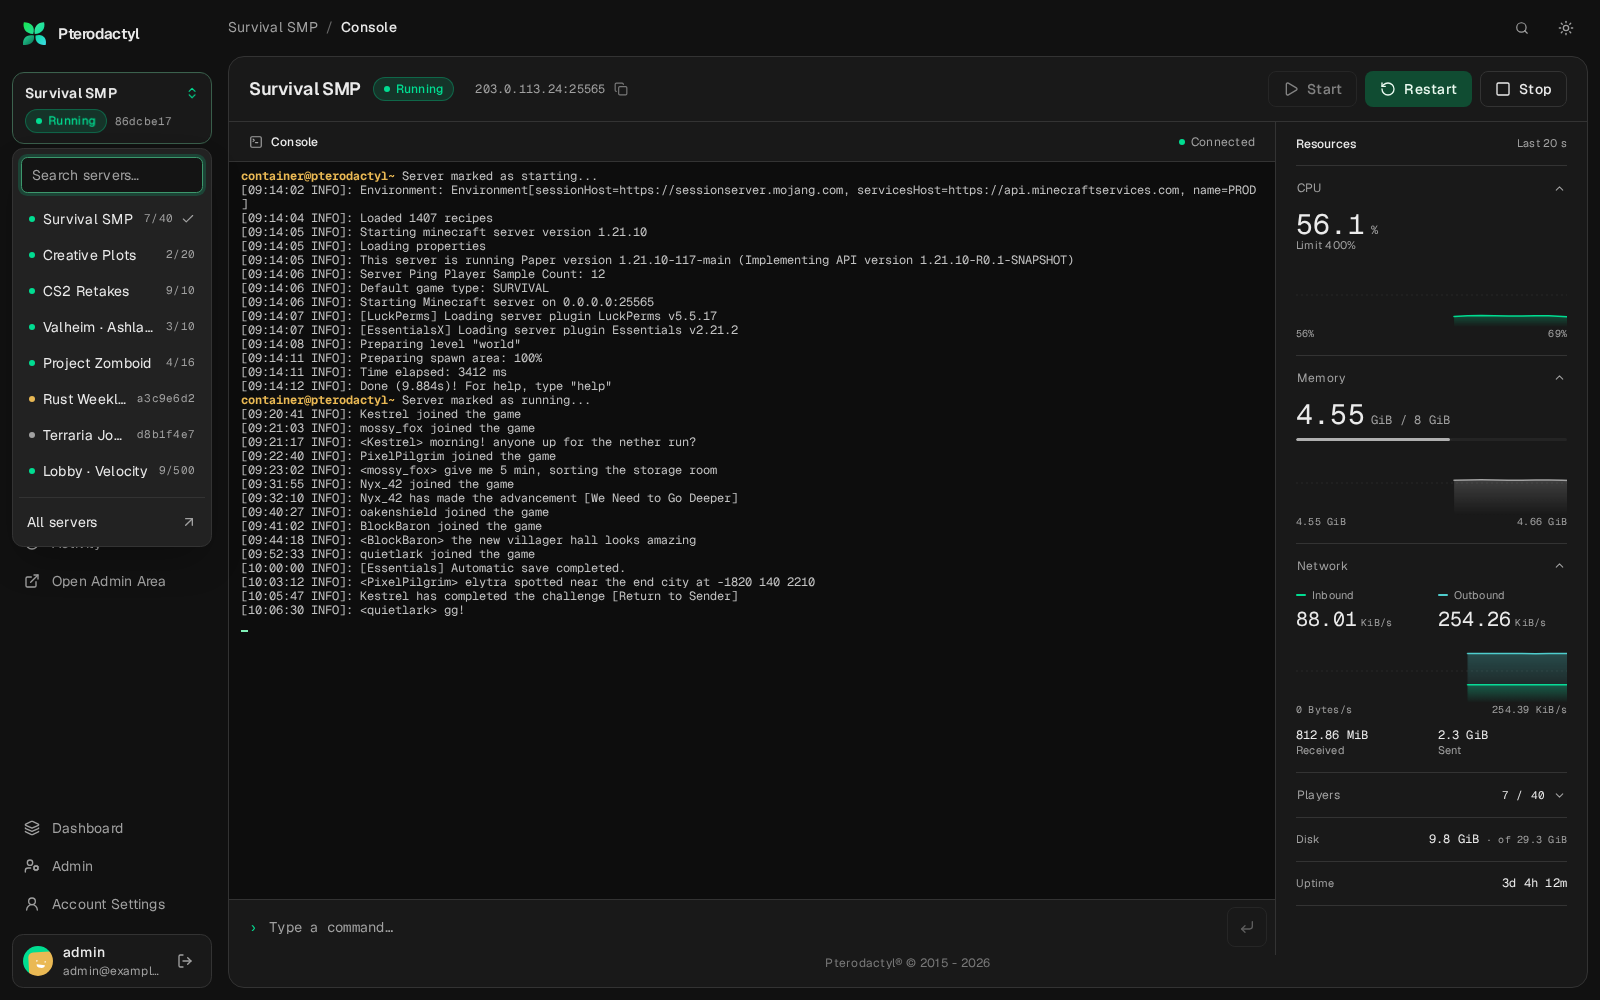 Pterodactyl
Survival SMP / Console
Survival SMP
Running 86dcbe17
Search servers…
Survival SMP 7/40
Creative Plots 2/20
CS2 Retakes 9/10
Valheim · Ashla… 3/10
Project Zomboid 4/16
Rust Weekl… a3c9e6d2
Terraria Jo… d8b1f4e7
Lobby · Velocity 9/500
All servers
Open Admin Area
Dashboard
Admin
Account Settings
admin
admin@exampl…
Survival SMP Running 203.0.113.24:25565 Start Restart Stop
Console Connected
container@pterodactyl~ Server marked as starting...
[09:14:02 INFO]: Environment: Environment[sessionHost=https://sessionserver.mojang.com, servicesHost=https://api.minecraftservices.com, name=PROD
]
[09:14:04 INFO]: Loaded 1407 recipes
[09:14:05 INFO]: Starting minecraft server version 1.21.10
[09:14:05 INFO]: Loading properties
[09:14:05 INFO]: This server is running Paper version 1.21.10-117-main (Implementing API version 1.21.10-R0.1-SNAPSHOT)
[09:14:06 INFO]: Server Ping Player Sample Count: 12
[09:14:06 INFO]: Default game type: SURVIVAL
[09:14:06 INFO]: Starting Minecraft server on 0.0.0.0:25565
[09:14:07 INFO]: [LuckPerms] Loading server plugin LuckPerms v5.5.17
[09:14:07 INFO]: [EssentialsX] Loading server plugin Essentials v2.21.2
[09:14:08 INFO]: Preparing level "world"
[09:14:11 INFO]: Preparing spawn area: 100%
[09:14:11 INFO]: Time elapsed: 3412 ms
[09:14:12 INFO]: Done (9.884s)! For help, type "help"
container@pterodactyl~ Server marked as running...
[09:20:41 INFO]: Kestrel joined the game
[09:21:03 INFO]: mossy_fox joined the game
[09:21:17 INFO]: <Kestrel> morning! anyone up for the nether run?
[09:22:40 INFO]: PixelPilgrim joined the game
[09:23:02 INFO]: <mossy_fox> give me 5 min, sorting the storage room
[09:31:55 INFO]: Nyx_42 joined the game
[09:32:10 INFO]: Nyx_42 has made the advancement [We Need to Go Deeper]
[09:40:27 INFO]: oakenshield joined the game
[09:41:02 INFO]: BlockBaron joined the game
[09:44:18 INFO]: <BlockBaron> the new villager hall looks amazing
[09:52:33 INFO]: quietlark joined the game
[10:00:00 INFO]: [Essentials] Automatic save completed.
[10:03:12 INFO]: <PixelPilgrim> elytra spotted near the end city at -1820 140 2210
[10:05:47 INFO]: Kestrel has completed the challenge [Return to Sender]
[10:06:30 INFO]: <quietlark> gg!
› Type a command…
Pterodactyl® © 2015 - 2026
Resources Last 20 s
CPU
56.1 %
Limit 400%
56% 69%
Memory
4.55 GiB / 8 GiB
4.55 GiB 4.66 GiB
Network
Inbound Outbound
88.01 KiB/s 254.26 KiB/s
0 Bytes/s 254.39 KiB/s
812.86 MiB 2.3 GiB
Received Sent
Players 7 / 40
Disk 9.8 GiB · of 29.3 GiB
Uptime 3d 4h 12m